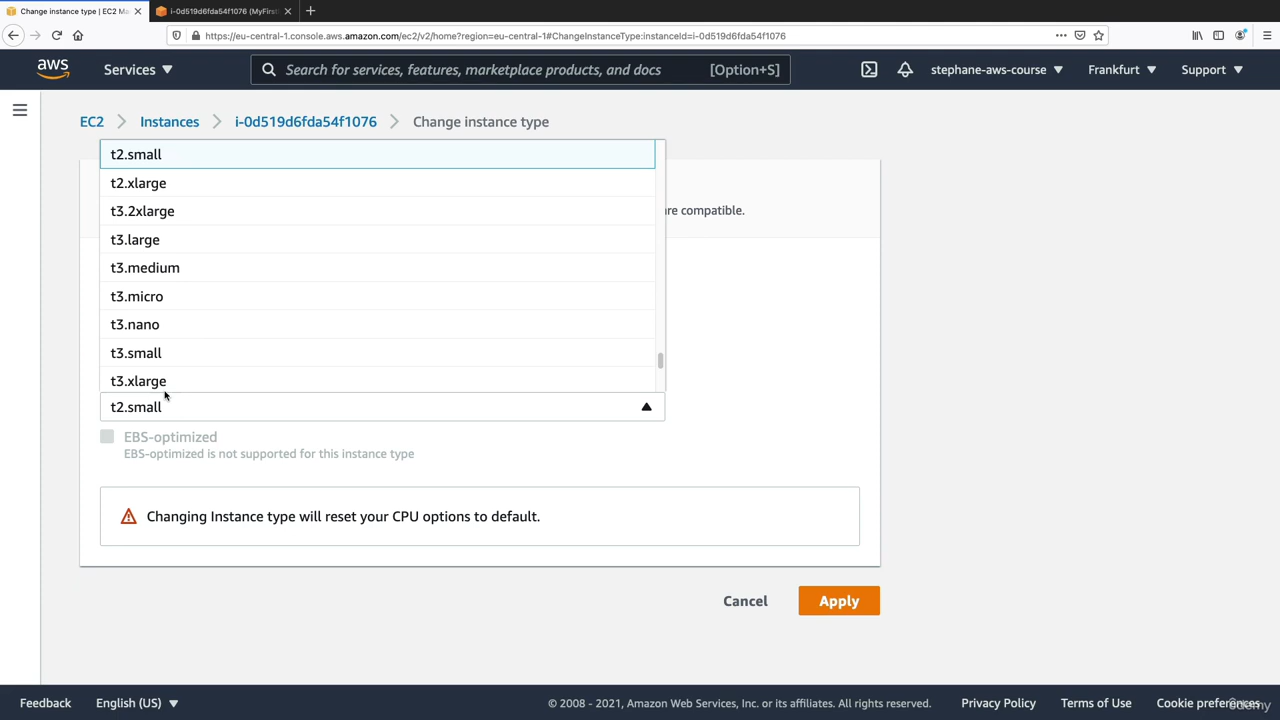 Change instance type | EC2 Ma
i-0d519d6fda54f1076 (MyFirst
https://eu-central-1.console.aws.amazon.com/ec2/v2/home?region=eu-central-1#ChangeInstanceType:instanceId=i-0d519d6fda54f1076
aws
Services
Search for services, features, marketplace products, and docs
[Option+S]
stephane-aws-course
Frankfurt
Support
EC2 > Instances > i-0d519d6fda54f1076 > Change instance type
t2.small
t2.xlarge
t3.2xlarge
re compatible.
t3.large
t3.medium
t3.micro
t3.nano
t3.small
t3.xlarge
t2.small
EBS-optimized
EBS-optimized is not supported for this instance type
Changing Instance type will reset your CPU options to default.
Cancel
Apply
Feedback
English (US)
© 2008 - 2021, Amazon Web Services, Inc. or its affiliates. All rights reserved.
Privacy Policy
Terms of Use
Cookie preferences
Udemy